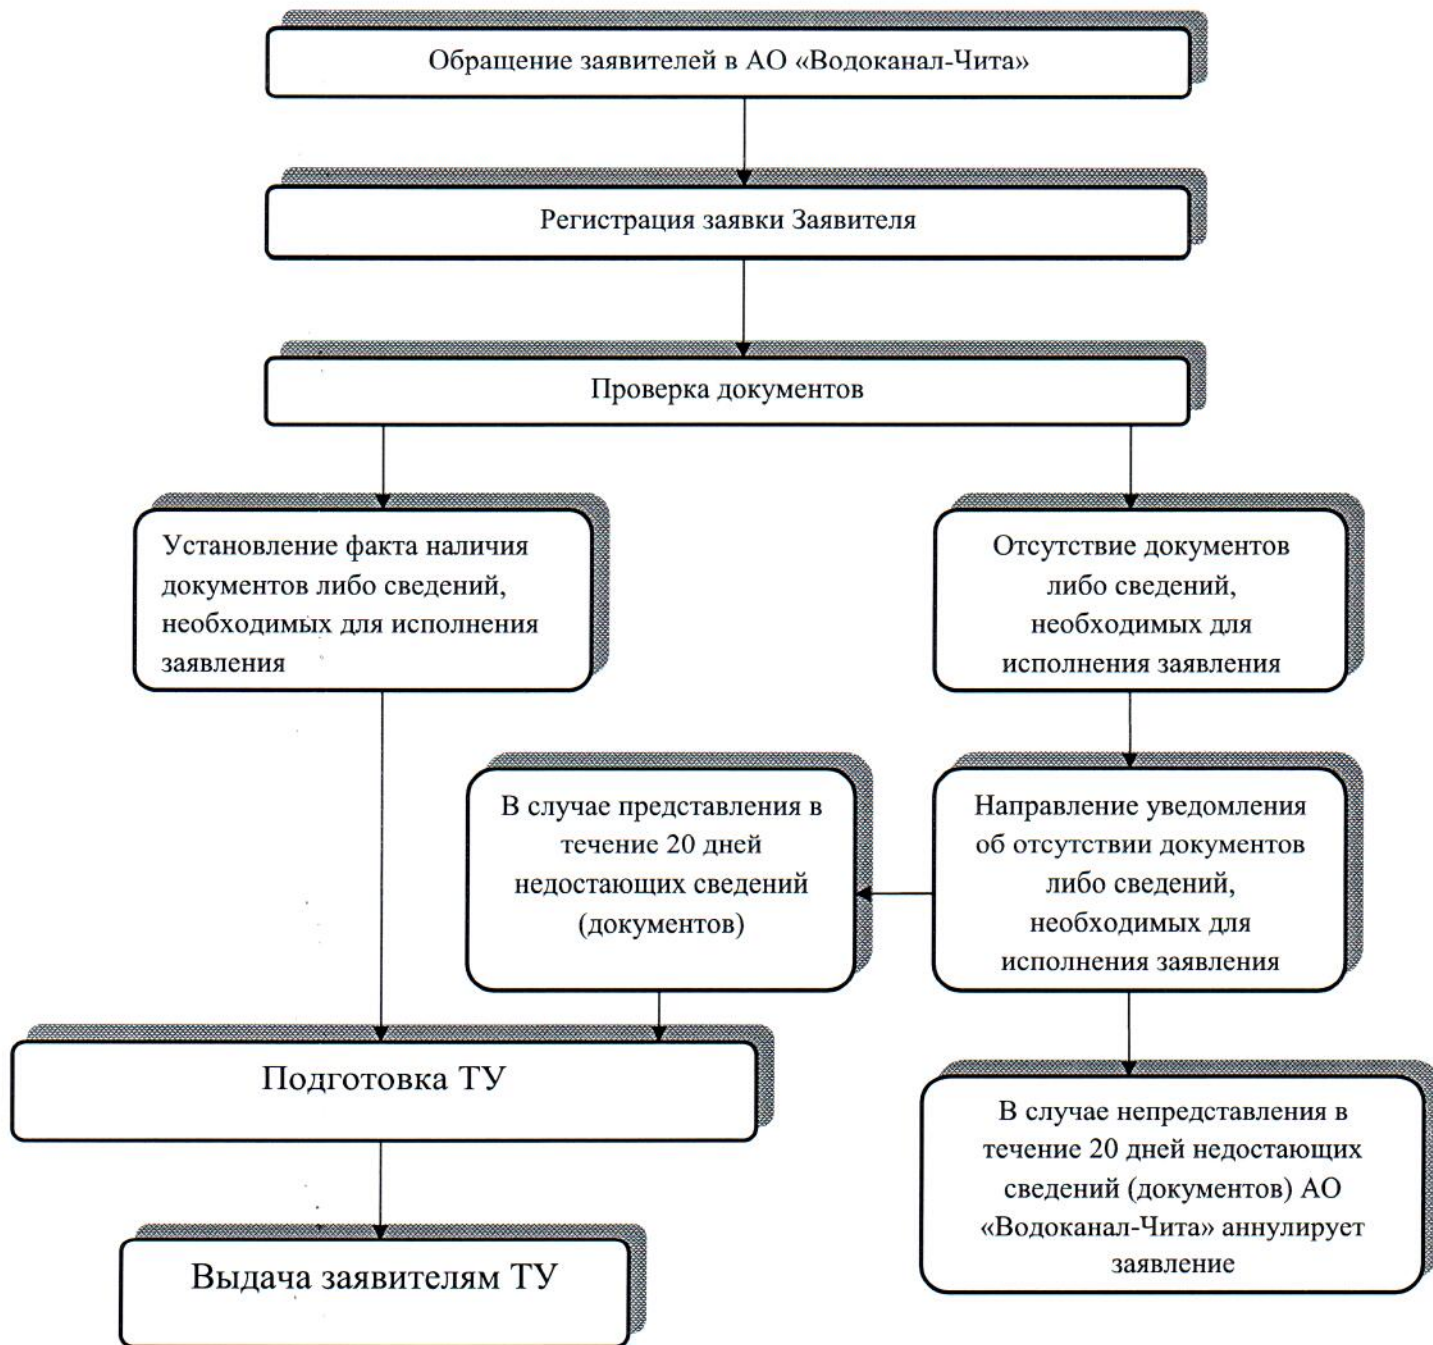 Обращение заявителей в АО «Водоканал-Чита»
Регистрация заявки Заявителя
Проверка документов
Установление факта наличия
документов либо сведений,
необходимых для исполнения
заявления
Отсутствие документов
либо сведений,
необходимых для
исполнения заявления
В случае представления в
течение 20 дней
недостающих сведений
(документов)
Направление уведомления
об отсутствии документов
либо сведений,
необходимых для
исполнения заявления
Подготовка ТУ
В случае непредставления в
течение 20 дней недостающих
сведений (документов) АО
«Водоканал-Чита» аннулирует
заявление
Выдача заявителям ТУ